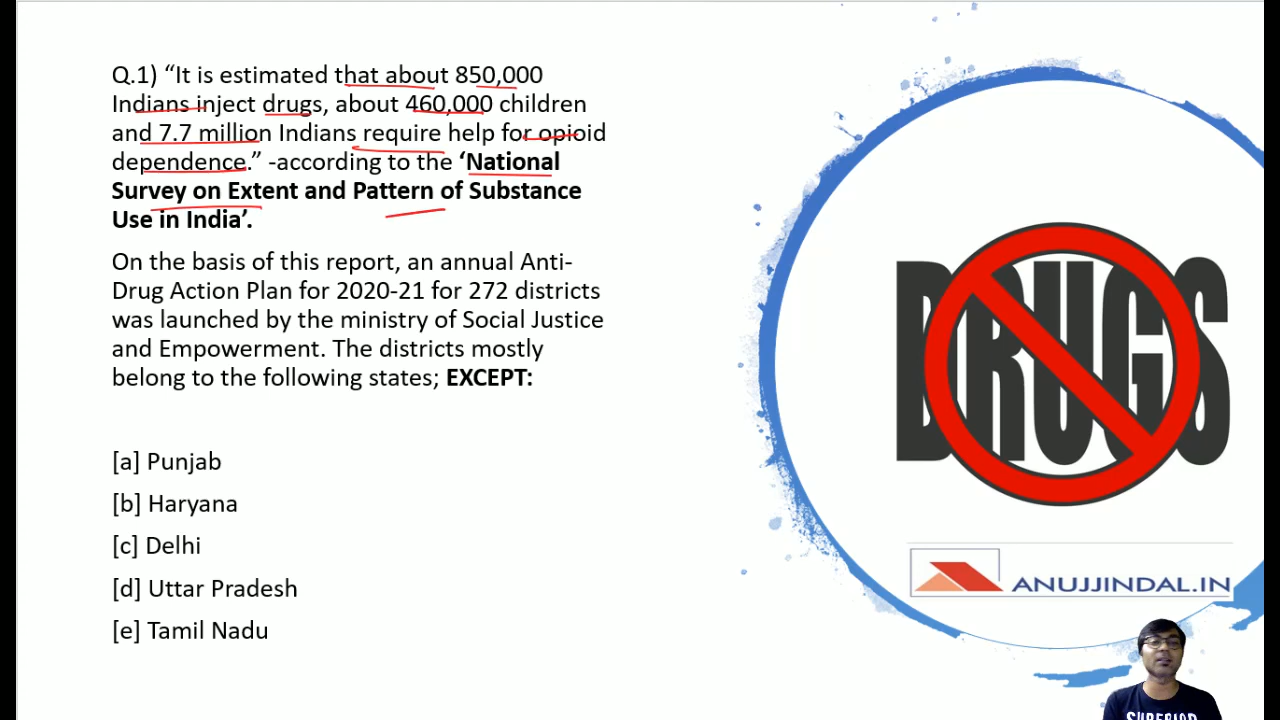 Q.1) “It is estimated that about 850,000
Indians inject drugs, about 460,000 children
and 7.7 million Indians require help for opioid
dependence.” -according to the ‘National
Survey on Extent and Pattern of Substance
Use in India’.
On the basis of this report, an annual Anti-
Drug Action Plan for 2020-21 for 272 districts
was launched by the ministry of Social Justice
and Empowerment. The districts mostly
belong to the following states; EXCEPT:
[a] Punjab
[b] Haryana
[c] Delhi
[d] Uttar Pradesh
[e] Tamil Nadu
DRUGS
ANUJJINDAL.IN
SUPERIOR